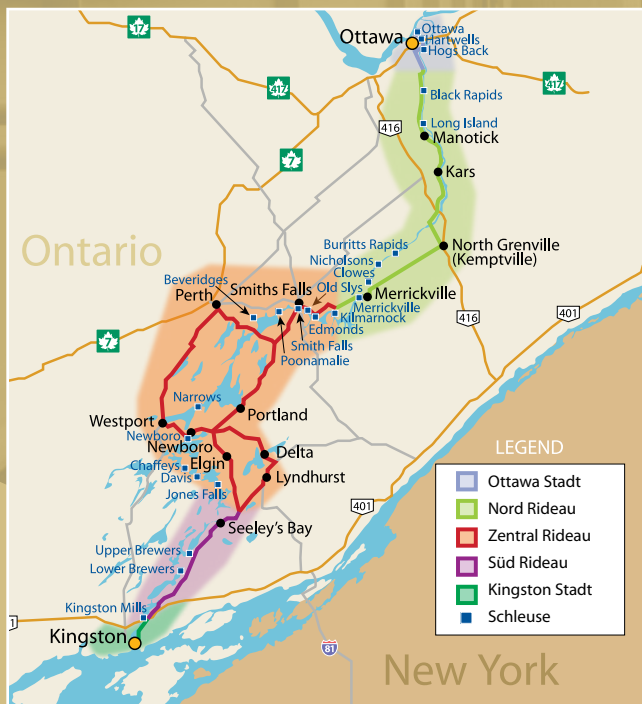 17
Ottawa
Ottawa
Hartwells
Hogs Back
417
417
Black Rapids
416
Long Island
Manotick
7
Kars
Ontario
Burritts Rapids
North Grenville
(Kemptville)
Nicholsons
Clowes
Beveridges
Smiths Falls
Old Slys
Perth
Merrickville
Merrickville
Kilmarnock
401
416
Edmonds
Smith Falls
7
Poonamalie
Narrows
Westport
Portland
Newboro
Newboro
Delta
Elgin
Chaffeys
Davis
Lyndhurst
Jones Falls
401
Seeley's Bay
Upper Brewers
Lower Brewers
Kingston Mills
1
Kingston
81
New York
LEGEND
Ottawa Stadt
Nord Rideau
Zentral Rideau
Süd Rideau
Kingston Stadt
Schleuse